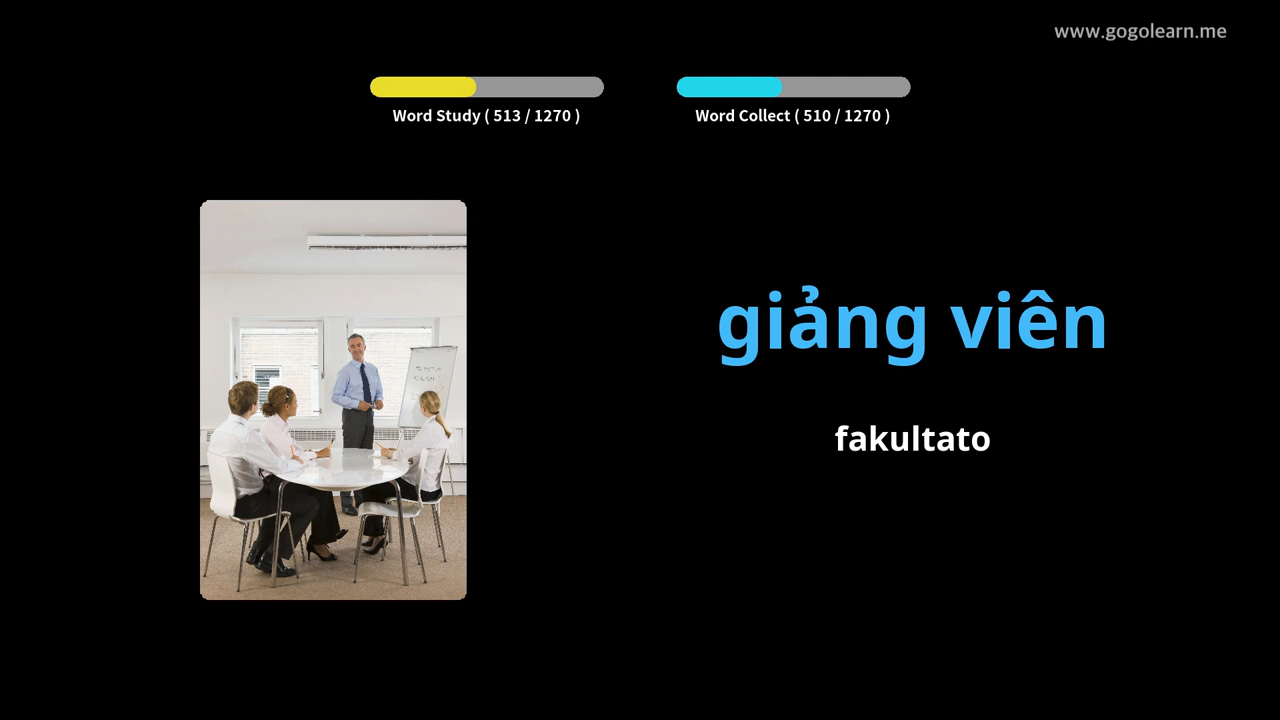 www.gogolearn.me
Word Study ( 513 / 1270 )
Word Collect ( 510 / 1270 )
giảng viên
fakultato